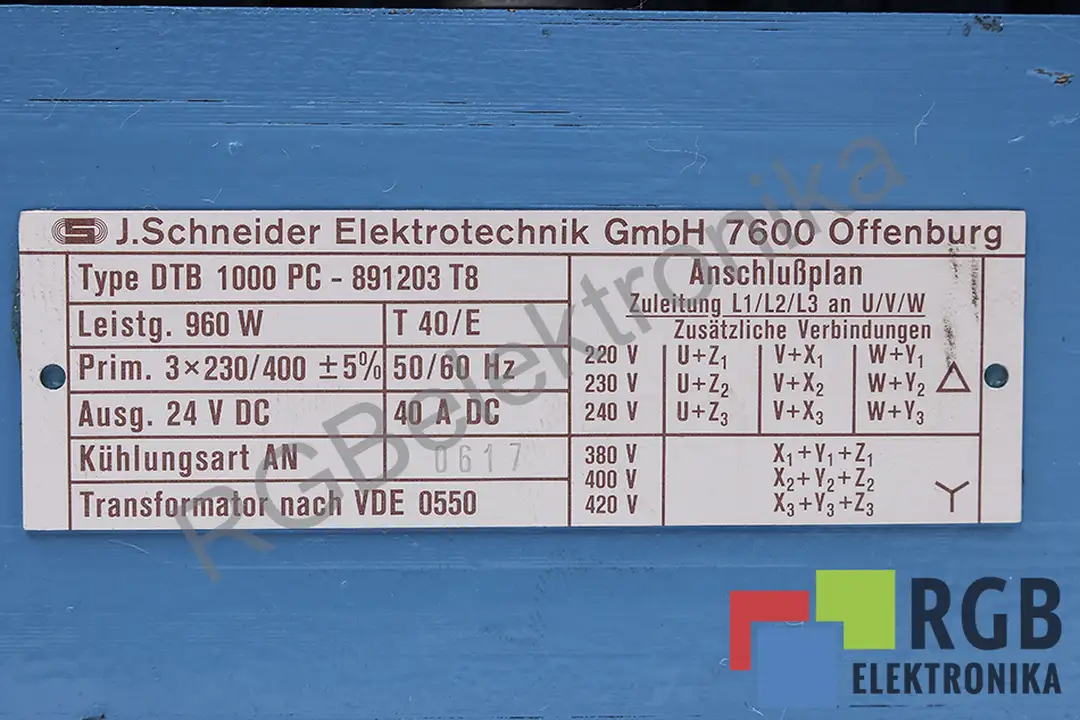 J.Schneider Elektrotechnik GmbH 7600 Offenburg
Type DTB 1000 PC - 891203 T8
Leistg. 960 W T 40/E
Prim. 3×230/400 ±5% 50/60 Hz
Ausg. 24 V DC 40 A DC
Kühlungsart AN 0617
Transformator nach VDE 0550
Anschlußplan
Zuleitung L1/L2/L3 an U/V/W
Zusätzliche Verbindungen
220 V U+Z₁ V+X₁ W+Y₁
230 V U+Z₂ V+X₂ W+Y₂
240 V U+Z₃ V+X₃ W+Y₃
380 V X₁+Y₁+Z₁
400 V X₂+Y₂+Z₂
420 V X₃+Y₃+Z₃
RGBelektronika
RGB
ELEKTRONIKA